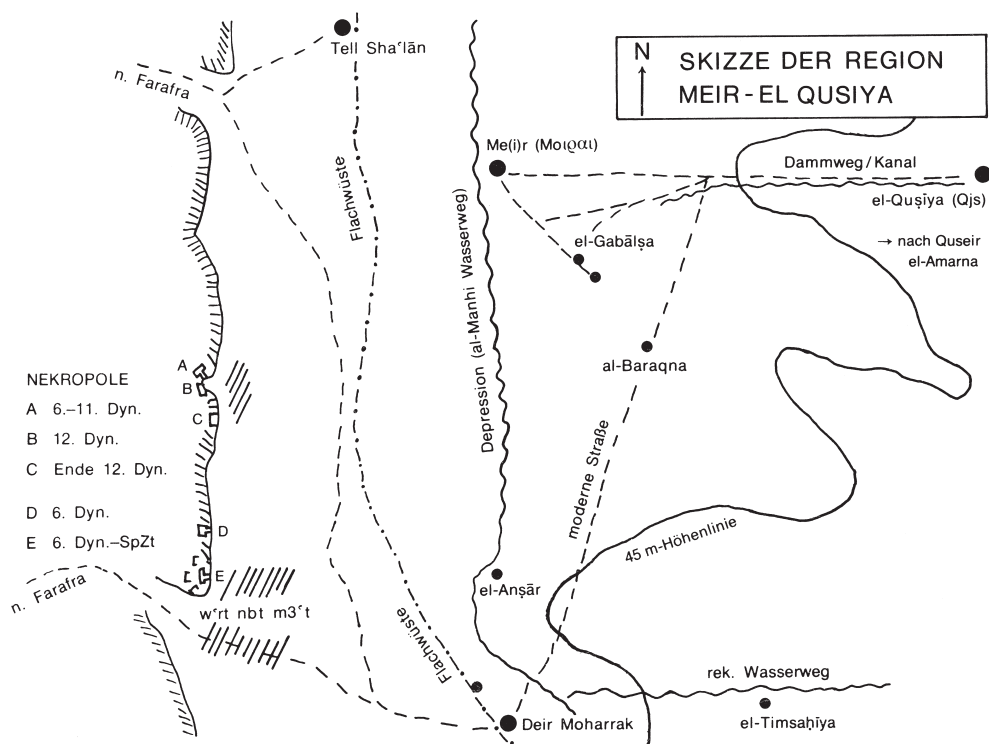 Tell Shaʿlān
n. Farafra
N
SKIZZE DER REGION
MEIR-EL QUSIYA
Me(i)r (Μοιραι)
Dammweg/Kanal
el-Quṣīya (Qjs)
Flachwüste
Depression (al-Manhi Wasserweg)
el-Gabālṣa
→ nach Quseir
el-Amarna
al-Baraqna
NEKROPOLE
A 6.–11. Dyn.
B 12. Dyn.
C Ende 12. Dyn.
D 6. Dyn.
E 6. Dyn.–SpZt
A
B
C
D
E
moderne Straße
45 m-Höhenlinie
n. Farafra
wʿrt nbt m3ʿt
el-Anṣār
Flachwüste
rek. Wasserweg
Deir Moharrak
el-Timsaḥīya